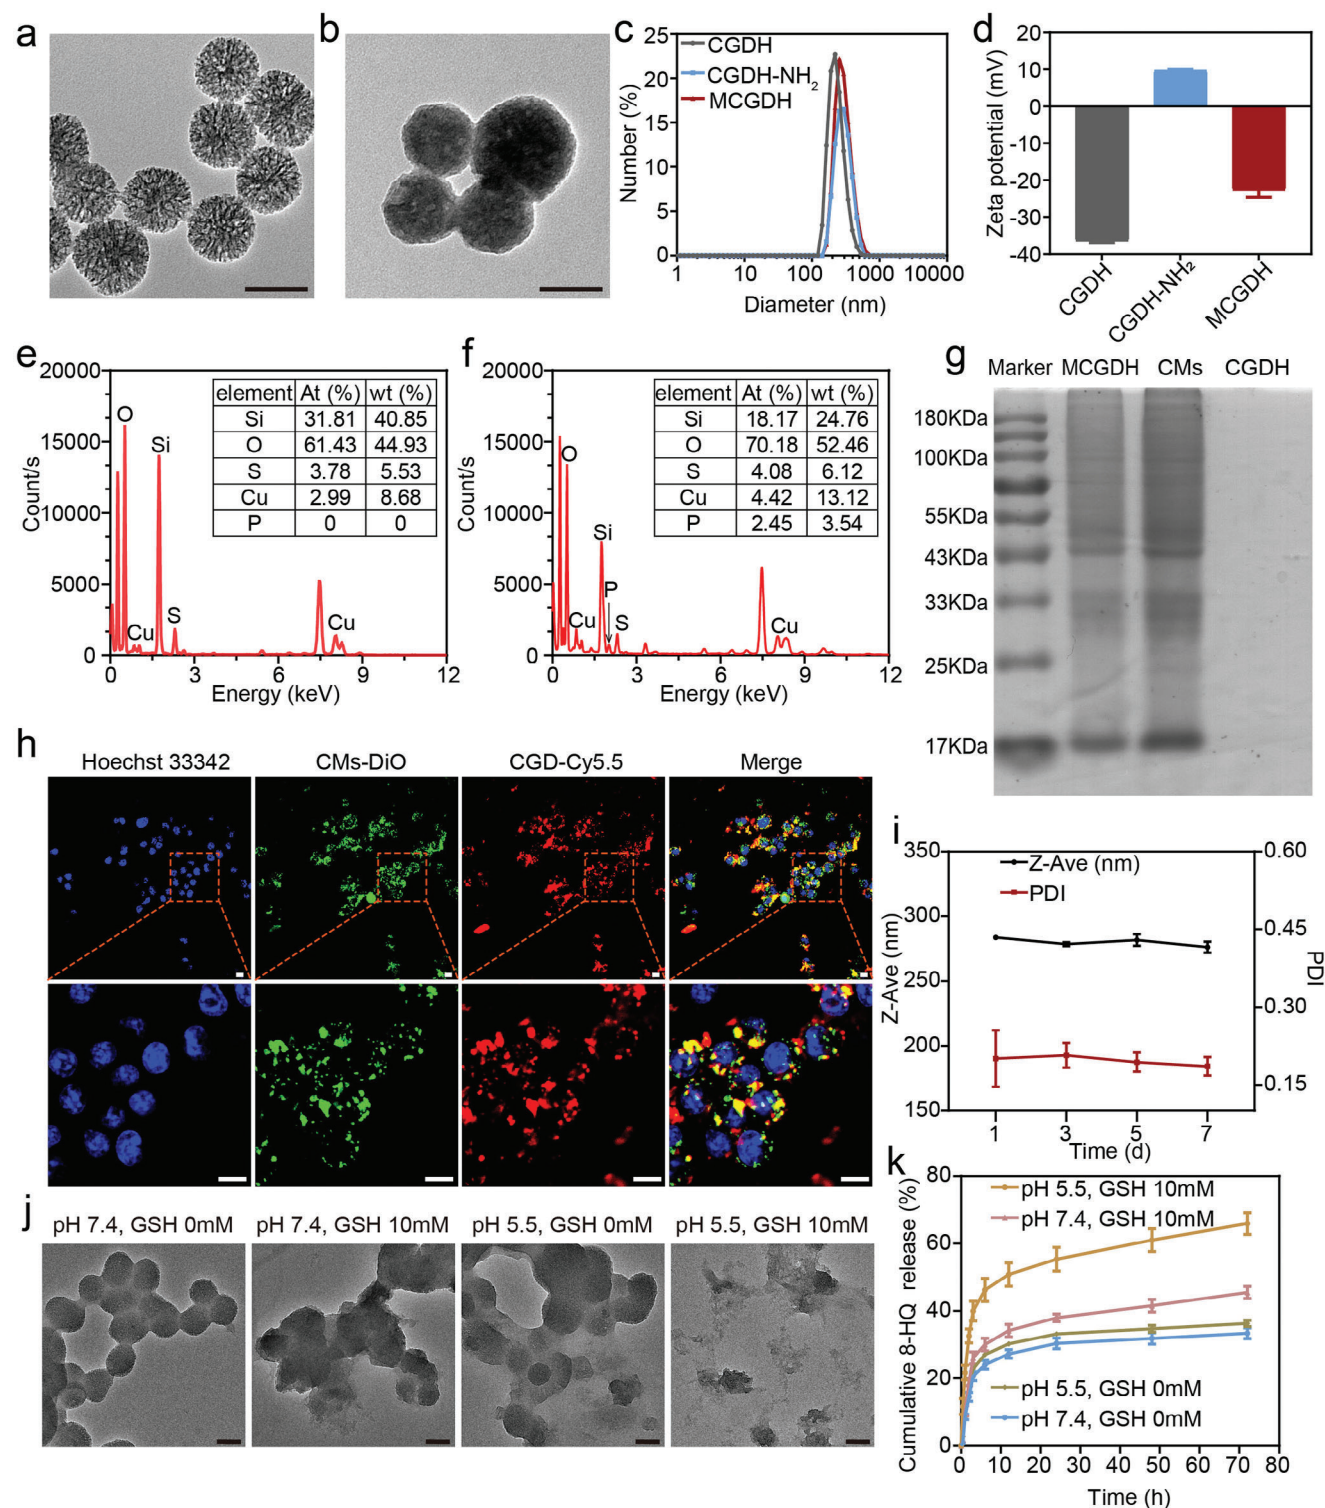 a
b
c
25
20
15
10
5
0
Number (%)
CGDH
CGDH-NH₂
MCGDH
1
10
100
1000
10000
Diameter (nm)
d
20
10
0
-10
-20
-30
-40
Zeta potential (mV)
CGDH
CGDH-NH₂
MCGDH
e
20000
15000
10000
5000
0
Count/s
O
Si
Cu
S
Cu
element At (%) wt (%)
Si 31.81 40.85
O 61.43 44.93
S 3.78 5.53
Cu 2.99 8.68
P 0 0
0 3 6 9 12
Energy (keV)
f
20000
15000
10000
5000
0
Count/s
O
Si
P
Cu
S
Cu
element At (%) wt (%)
Si 18.17 24.76
O 70.18 52.46
S 4.08 6.12
Cu 4.42 13.12
P 2.45 3.54
0 3 6 9 12
Energy (keV)
g
Marker MCGDH CMs CGDH
180KDa
100KDa
55KDa
43KDa
33KDa
25KDa
17KDa
h
Hoechst 33342
CMs-DiO
CGD-Cy5.5
Merge
i
350
300
250
200
150
Z-Ave (nm)
Z-Ave (nm)
PDI
0.60
0.45
0.30
0.15
PDI
1 3 5 7
Time (d)
j
pH 7.4, GSH 0mM
pH 7.4, GSH 10mM
pH 5.5, GSH 0mM
pH 5.5, GSH 10mM
k
80
60
40
20
0
Cumulative 8-HQ release (%)
pH 5.5, GSH 10mM
pH 7.4, GSH 10mM
pH 5.5, GSH 0mM
pH 7.4, GSH 0mM
0 10 20 30 40 50 60 70 80
Time (h)